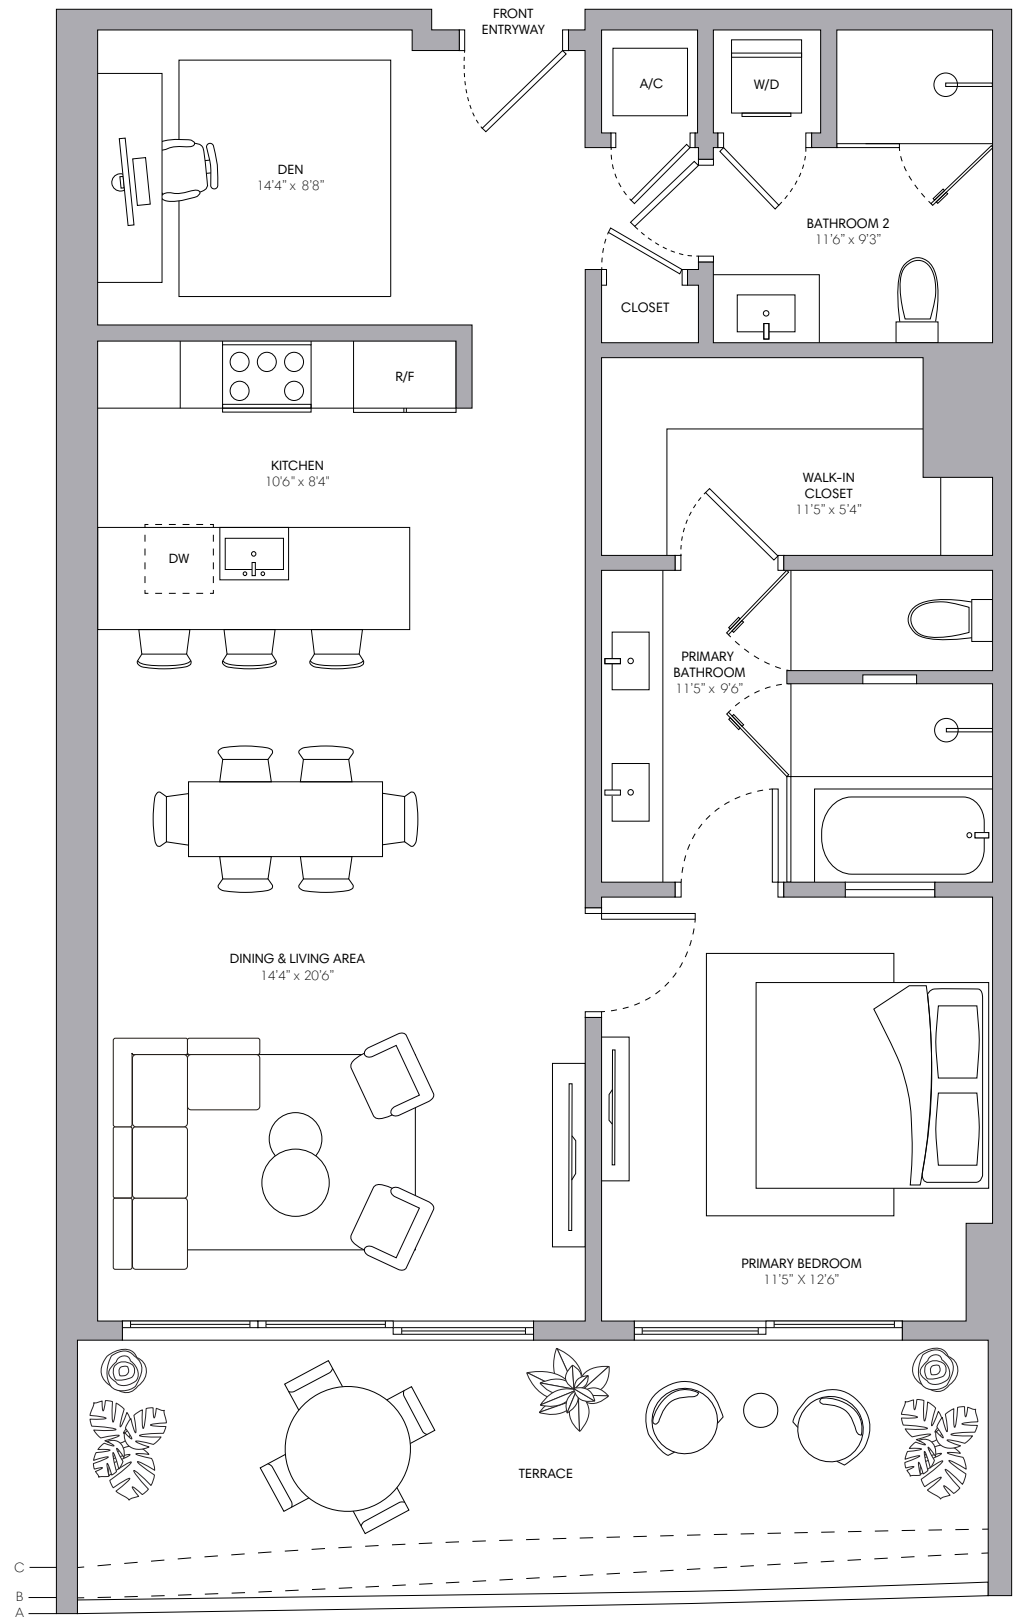 FRONT
ENTRYWAY
A/C
W/D
DEN
14'4" x 8'8"
BATHROOM 2
11'6" x 9'3"
CLOSET
R/F
KITCHEN
10'6" x 8'4"
WALK-IN
CLOSET
11'5" x 5'4"
DW
PRIMARY
BATHROOM
11'5" x 9'6"
DINING & LIVING AREA
14'4" x 20'6"
PRIMARY BEDROOM
11'5" X 12'6"
TERRACE
C
B
A